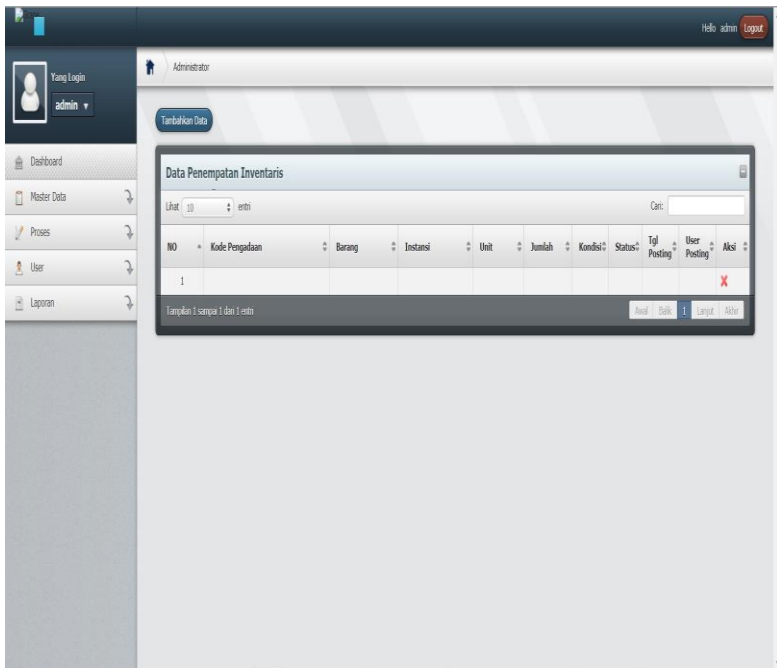 Hello admin Logout
Yang Login
admin
Administrator
Tambahkan Data
Dashboard
Master Data
Proses
User
Laporan
Data Penempatan Inventaris
Lihat 10 entri
Cari:
NO Kode Pengadaan Barang Instansi Unit Jumlah Kondisi Status Tgl Posting User Posting Aksi
1
Tampilan 1 sampai 1 dari 1 entri
Awal Balik 1 Lanjut Akhir